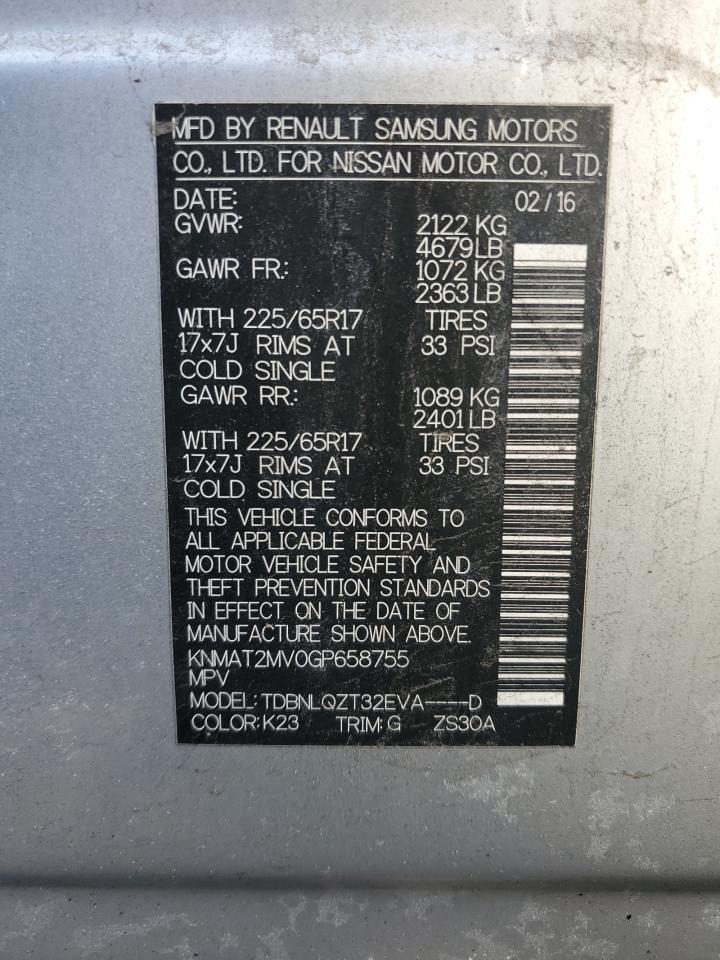 MFD BY RENAULT SAMSUNG MOTORS
CO., LTD. FOR NISSAN MOTOR CO., LTD.
DATE: 02/16
GVWR: 2122 KG
4679LB
GAWR FR.: 1072 KG
2363 LB
WITH 225/65R17 TIRES
17x7J RIMS AT 33 PSI
COLD SINGLE
GAWR RR.: 1089 KG
2401 LB
WITH 225/65R17 TIRES
17x7J RIMS AT 33 PSI
COLD SINGLE
THIS VEHICLE CONFORMS TO
ALL APPLICABLE FEDERAL
MOTOR VEHICLE SAFETY AND
THEFT PREVENTION STANDARDS
IN EFFECT ON THE DATE OF
MANUFACTURE SHOWN ABOVE.
KNMAT2MV0GP658755
MPV
MODEL: TDBNLQZT32EVA----D
COLOR: K23 TRIM: G ZS30A